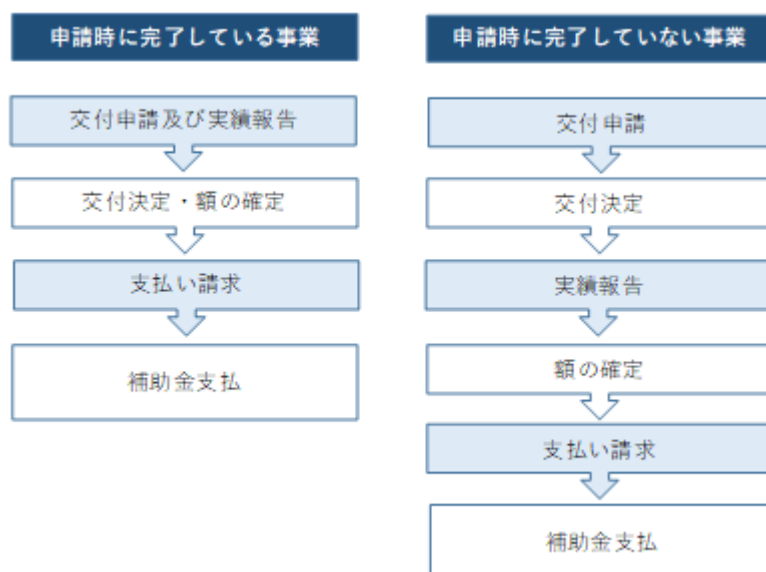 申請時に完了している事業
交付申請及び実績報告
交付決定・額の確定
支払い請求
補助金支払
申請時に完了していない事業
交付申請
交付決定
実績報告
額の確定
支払い請求
補助金支払